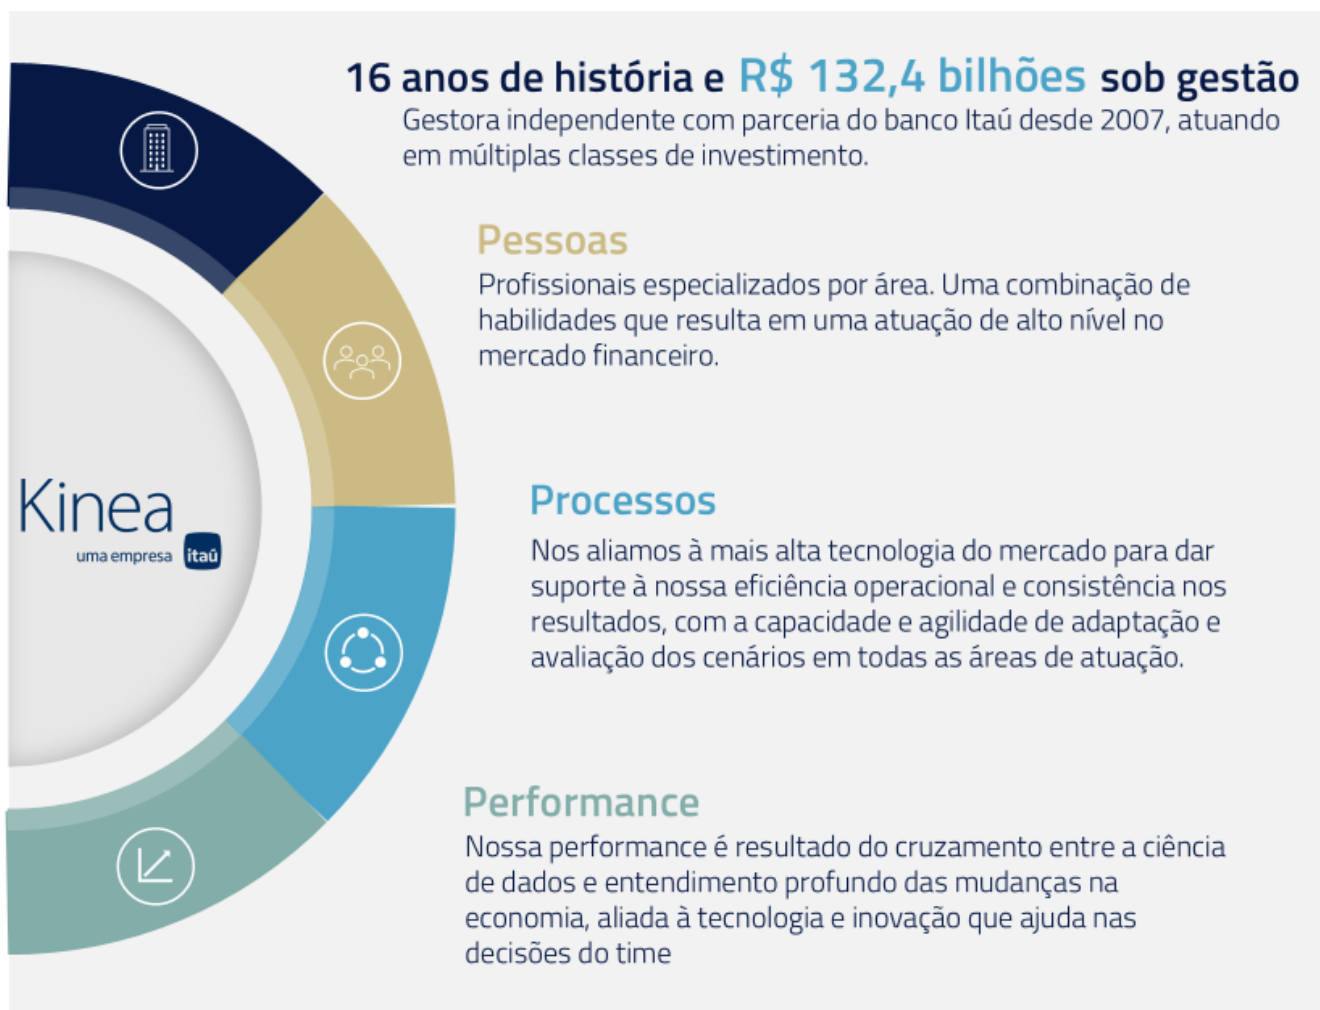 16 anos de história e R$ 132,4 bilhões sob gestão
Gestora independente com parceria do banco Itaú desde 2007, atuando
em múltiplas classes de investimento.
Pessoas
Profissionais especializados por área. Uma combinação de
habilidades que resulta em uma atuação de alto nível no
mercado financeiro.
Kinea
uma empresa itaú
Processos
Nos aliamos à mais alta tecnologia do mercado para dar
suporte à nossa eficiência operacional e consistência nos
resultados, com a capacidade e agilidade de adaptação e
avaliação dos cenários em todas as áreas de atuação.
Performance
Nossa performance é resultado do cruzamento entre a ciência
de dados e entendimento profundo das mudanças na
economia, aliada à tecnologia e inovação que ajuda nas
decisões do time